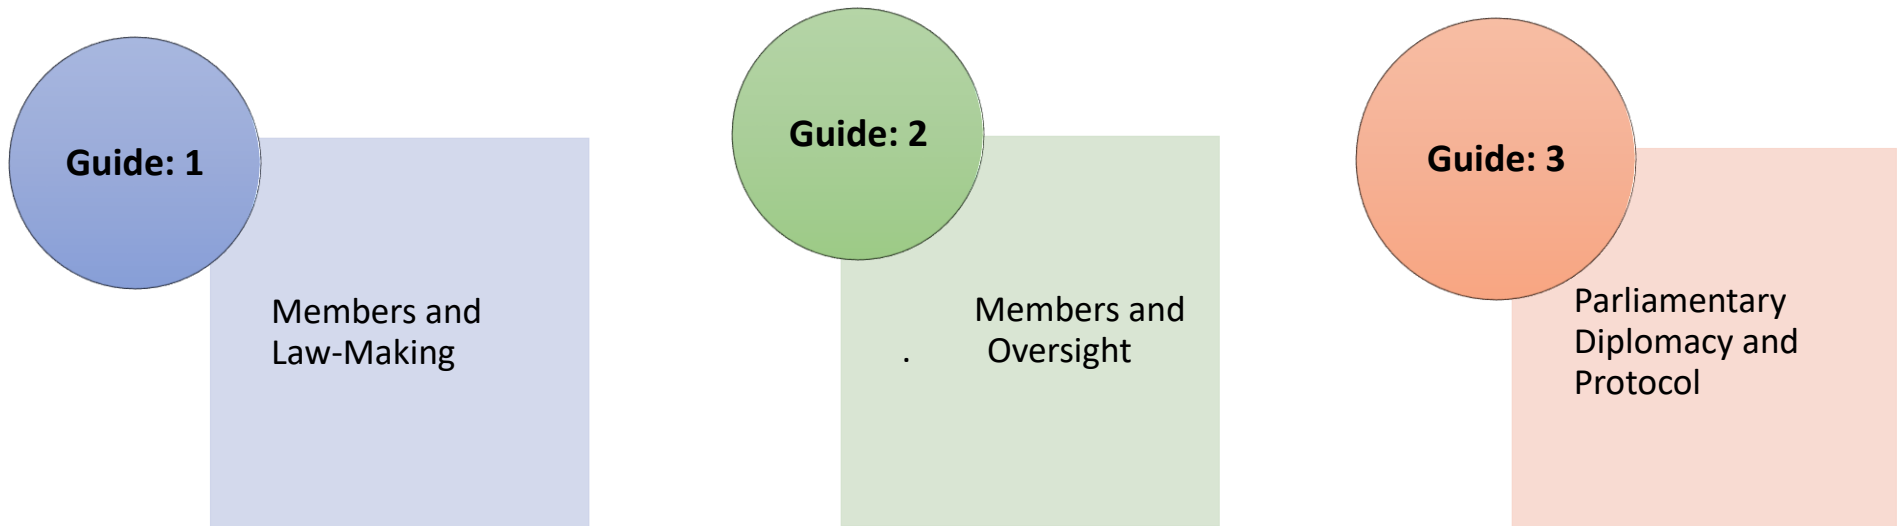 Guide: 1
Members and
Law-Making
Guide: 2
Members and
. Oversight
Guide: 3
Parliamentary
Diplomacy and
Protocol